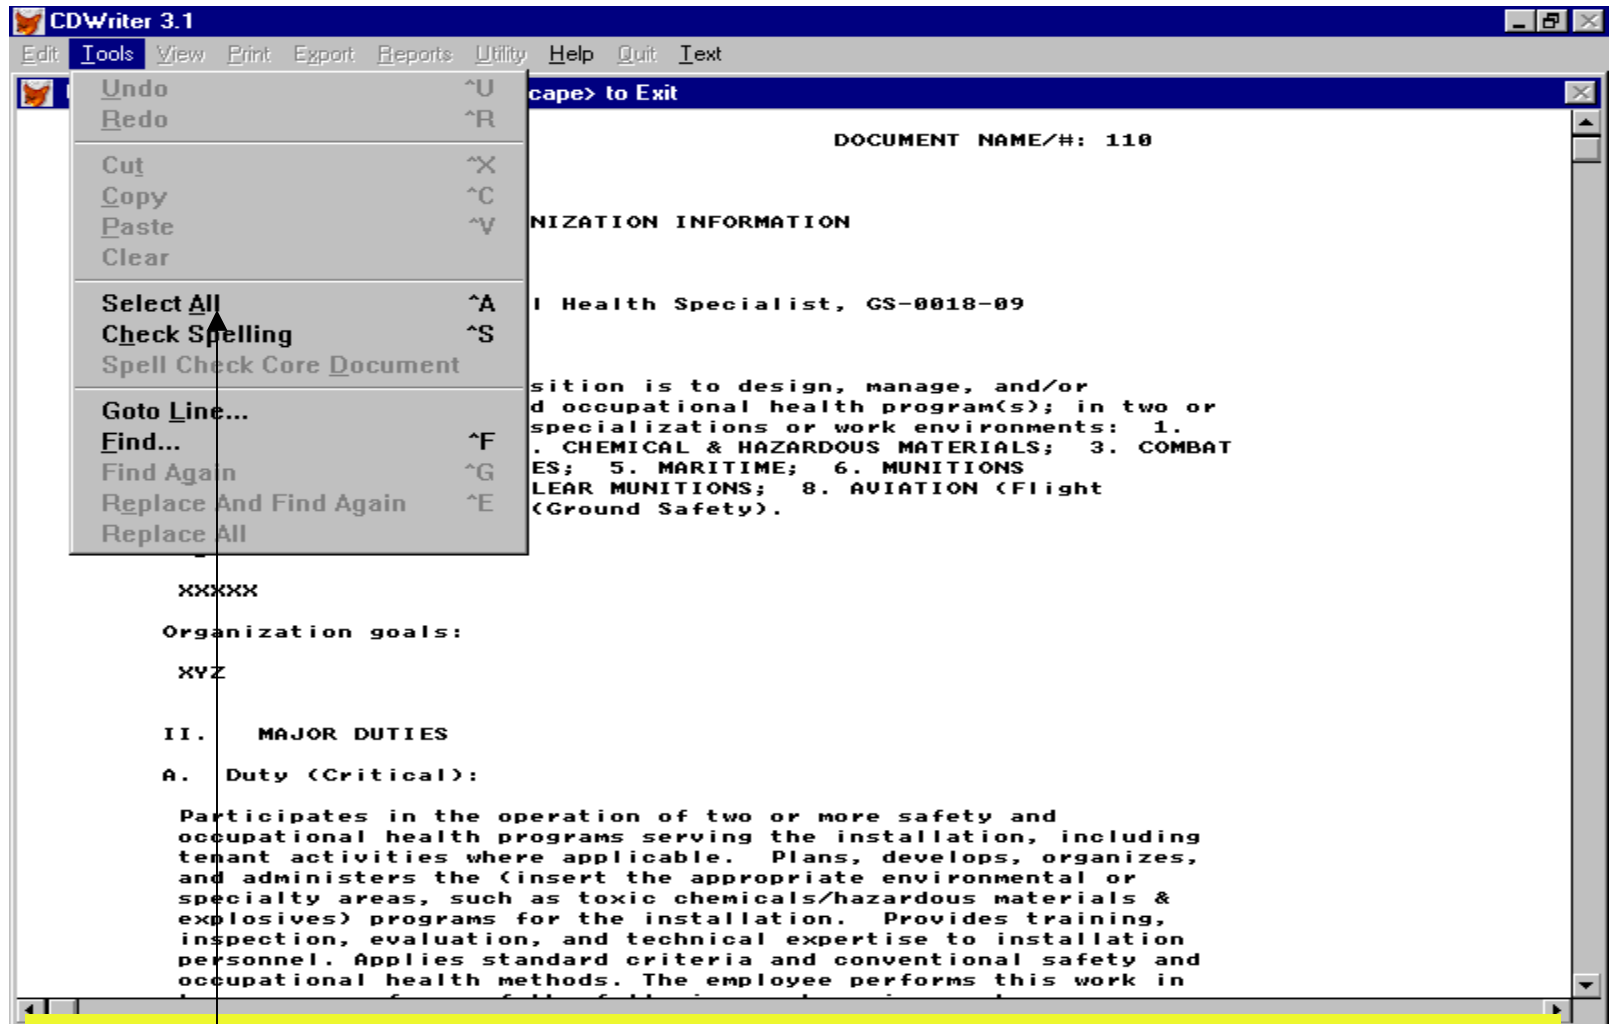 CDWriter 3.1
Edit Tools View Print Export Reports Utility Help Quit Text
cape> to Exit
Undo ^U
Redo ^R
Cut ^X
Copy ^C
Paste ^V
Clear
Select All ^A
Check Spelling ^S
Spell Check Core Document
Goto Line...
Find... ^F
Find Again ^G
Replace And Find Again ^E
Replace All
DOCUMENT NAME/#: 110
NIZATION INFORMATION
l Health Specialist, GS-0018-09
sition is to design, manage, and/or
d occupational health program(s); in two or
specializations or work environments: 1.
. CHEMICAL & HAZARDOUS MATERIALS; 3. COMBAT
ES; 5. MARITIME; 6. MUNITIONS
LEAR MUNITIONS; 8. AVIATION (Flight
(Ground Safety).
XXXXX
Organization goals:
XYZ
II. MAJOR DUTIES
A. Duty (Critical):
Participates in the operation of two or more safety and
occupational health programs serving the installation, including
tenant activities where applicable. Plans, develops, organizes,
and administers the (insert the appropriate environmental or
specialty areas, such as toxic chemicals/hazardous materials &
explosives) programs for the installation. Provides training,
inspection, evaluation, and technical expertise to installation
personnel. Applies standard criteria and conventional safety and
occupational health methods. The employee performs this work in